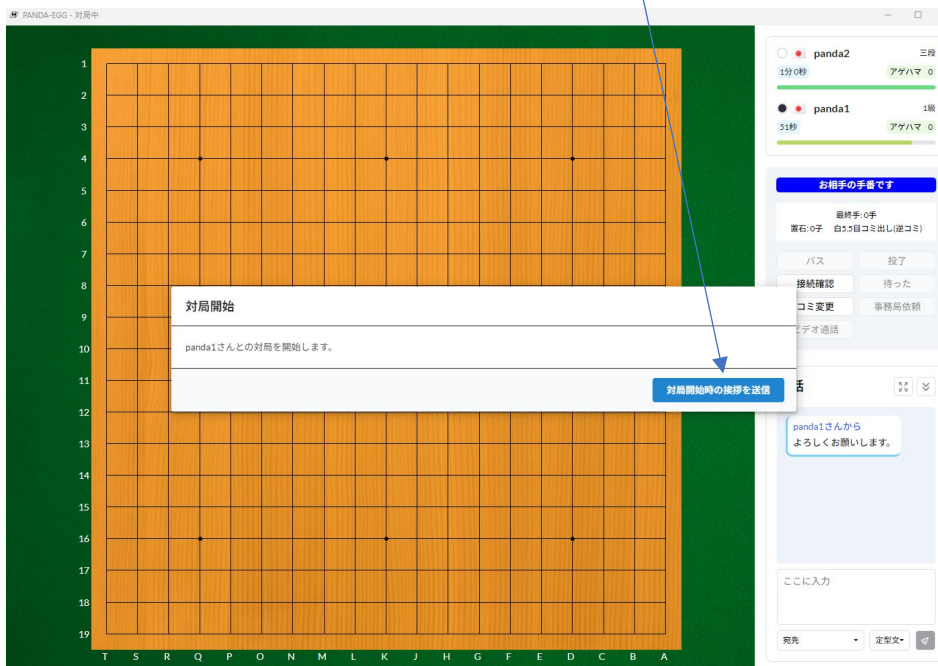 PANDA-EGG - 対局中
panda2 三段
1分0秒 アゲハマ 0
panda1 1級
51秒 アゲハマ 0
お相手の手番です
最終手:0手
置石:0子 白5.5目コミ出し(逆コミ)
パス 投了
接続確認 待った
コミ変更 事務局依頼
ビデオ通話
1
2
3
4
5
6
7
8
9
10
11
12
13
14
15
16
17
18
19
T S R Q P O N M L K J H G F E D C B A
対局開始
panda1さんとの対局を開始します。
対局開始時の挨拶を送信
話
panda1さんから
よろしくお願いします。
ここに入力
宛先 定型文